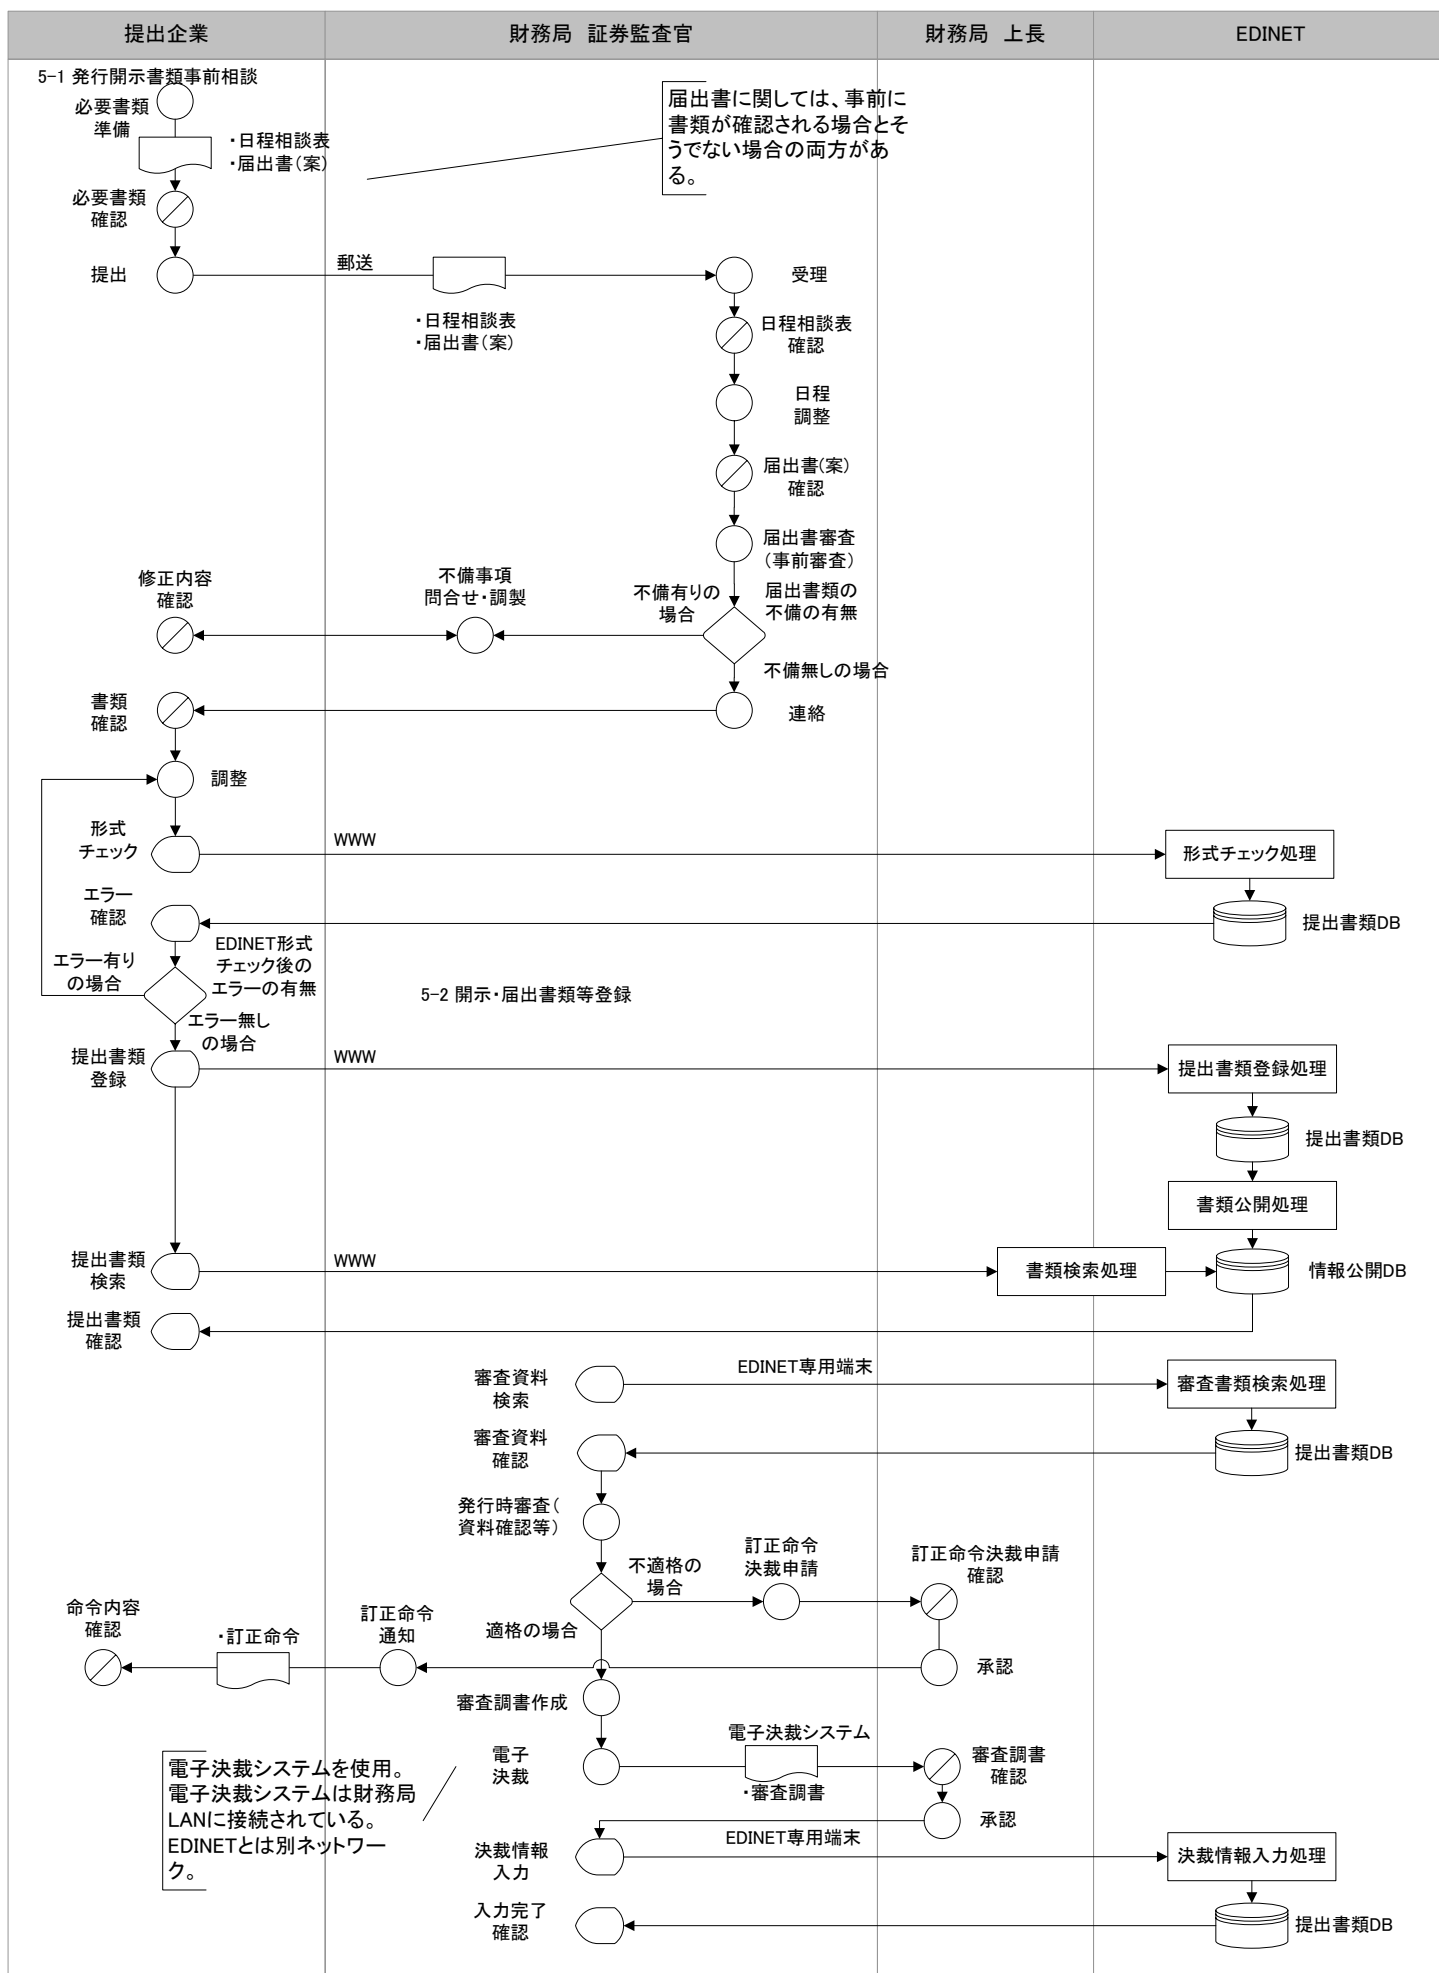 提出企業
財務局 証券監査官
財務局 上長
EDINET
5-1 発行開示書類事前相談
必要書類
準備
・日程相談表
・届出書(案)
届出書に関しては、事前に
書類が確認される場合とそ
うでない場合の両方があ
る。
必要書類
確認
提出
郵送
・日程相談表
・届出書(案)
受理
日程相談表
確認
日程
調整
届出書(案)
確認
届出書審査
(事前審査)
修正内容
確認
不備事項
問合せ・調製
不備有りの
場合
届出書類の
不備の有無
不備無しの場合
書類
確認
連絡
調整
形式
チェック
WWW
形式チェック処理
エラー
確認
提出書類DB
EDINET形式
チェック後の
エラーの有無
エラー有り
の場合
5-2 開示・届出書類等登録
エラー無し
の場合
提出書類
登録
WWW
提出書類登録処理
提出書類DB
書類公開処理
提出書類
検索
WWW
書類検索処理
情報公開DB
提出書類
確認
審査資料
検索
EDINET専用端末
審査書類検索処理
審査資料
確認
提出書類DB
発行時審査(
資料確認等)
不適格の
場合
訂正命令
決裁申請
訂正命令決裁申請
確認
適格の場合
命令内容
確認
・訂正命令
訂正命令
通知
承認
審査調書作成
電子決裁システムを使用。
電子決裁システムは財務局
LANに接続されている。
EDINETとは別ネットワー
ク。
電子
決裁
電子決裁システム
・審査調書
審査調書
確認
承認
決裁情報
入力
EDINET専用端末
決裁情報入力処理
入力完了
確認
提出書類DB